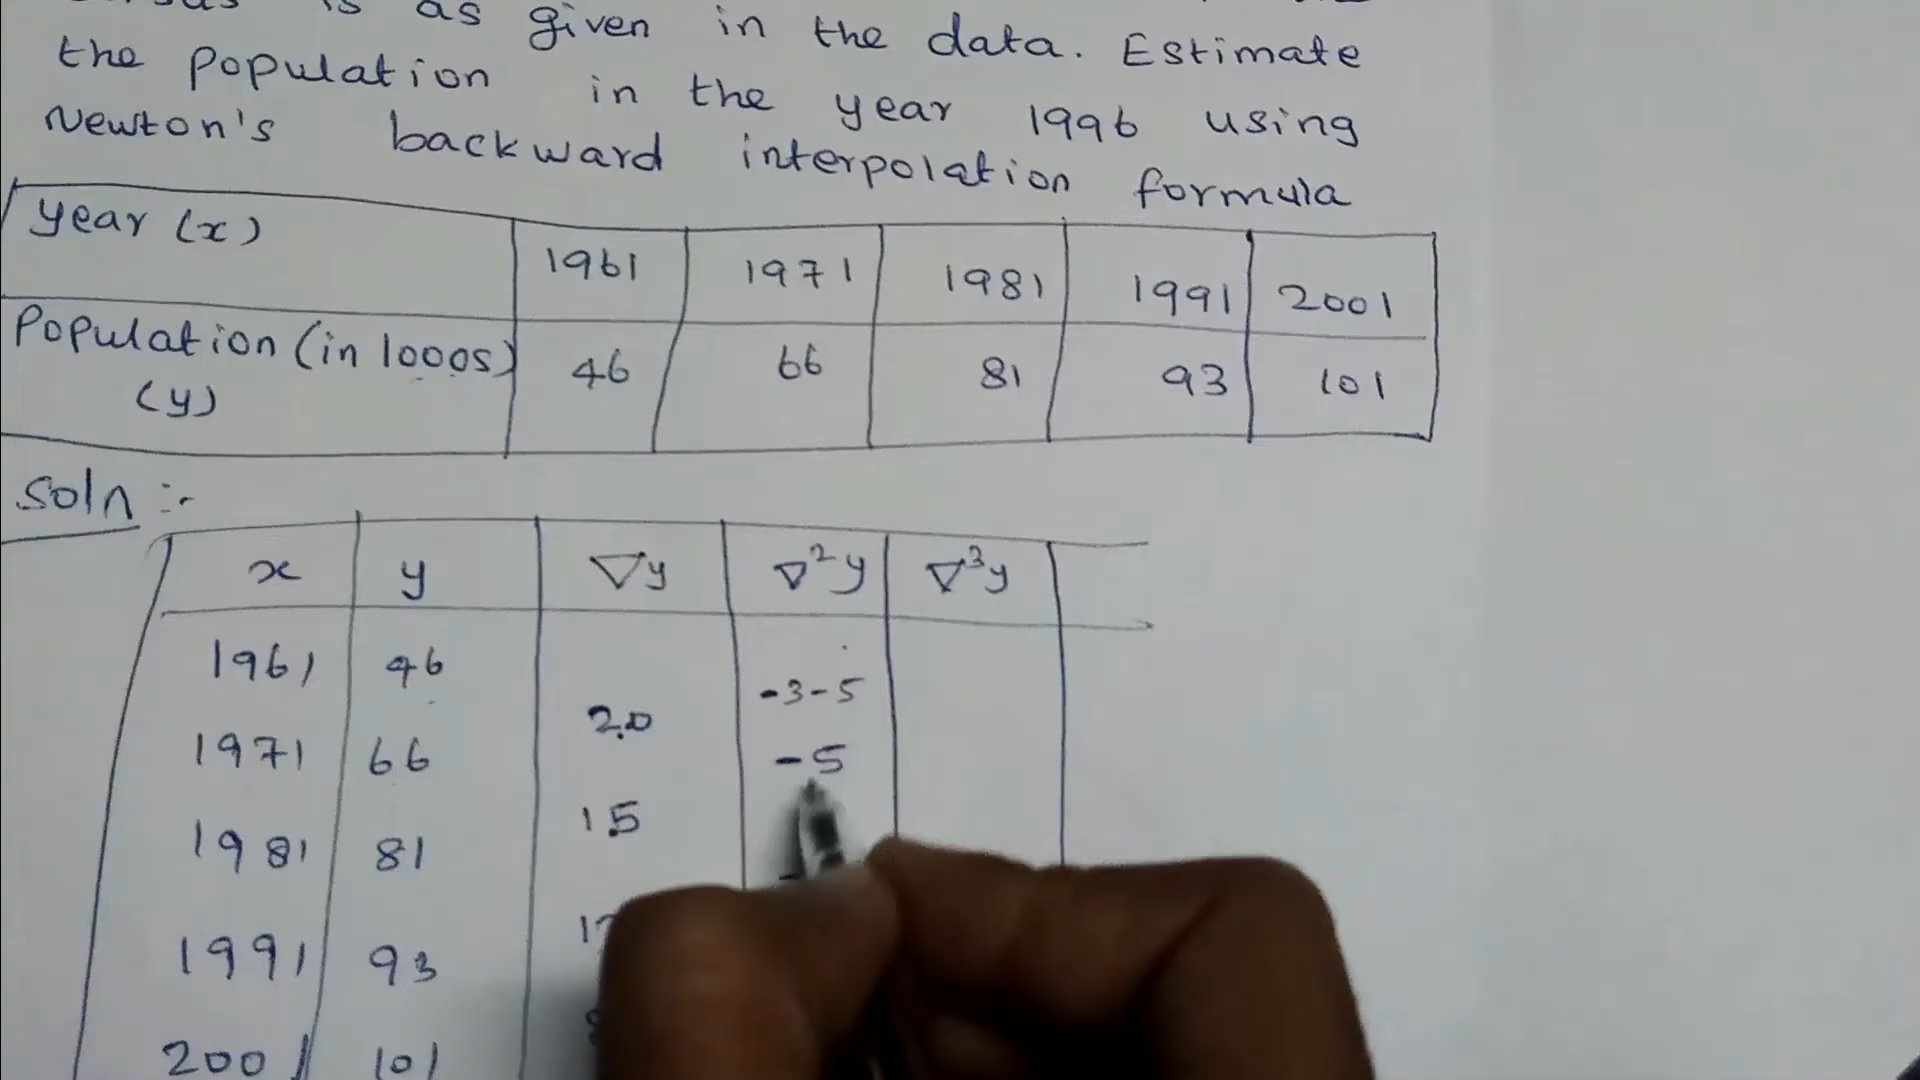 is as given in the data. Estimate
the population in the year 1996 using
Newton's backward interpolation formula
Year (x) 1961 1971 1981 1991 2001
Population (in 1000s) 46 66 81 93 101
(y)
Soln :-
x y ∇y ∇²y ∇³y
1961 46
-3-5
20
1971 66 -5
15
1981 81
1991 93
2001 101